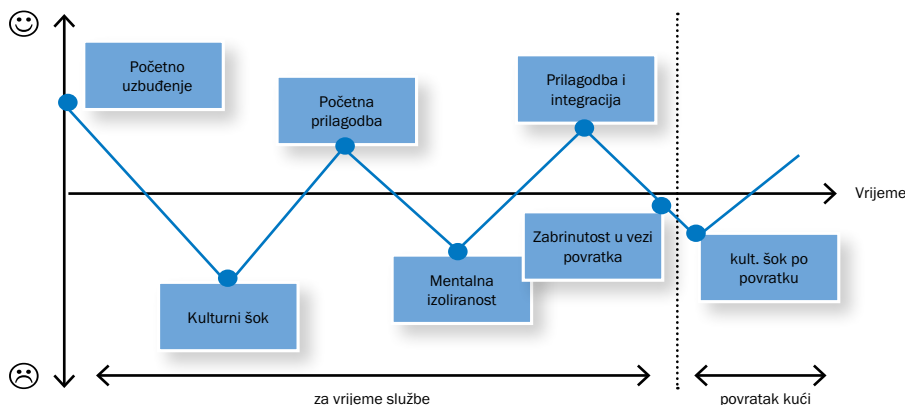 Početno
uzbuđenje
Početna
prilagodba
Prilagodba i
integracija
Vrijeme
Zabrinutost u vezi
povratka
kult. šok po
povratku
Mentalna
izoliranost
Kulturni šok
za vrijeme službe
povratak kući